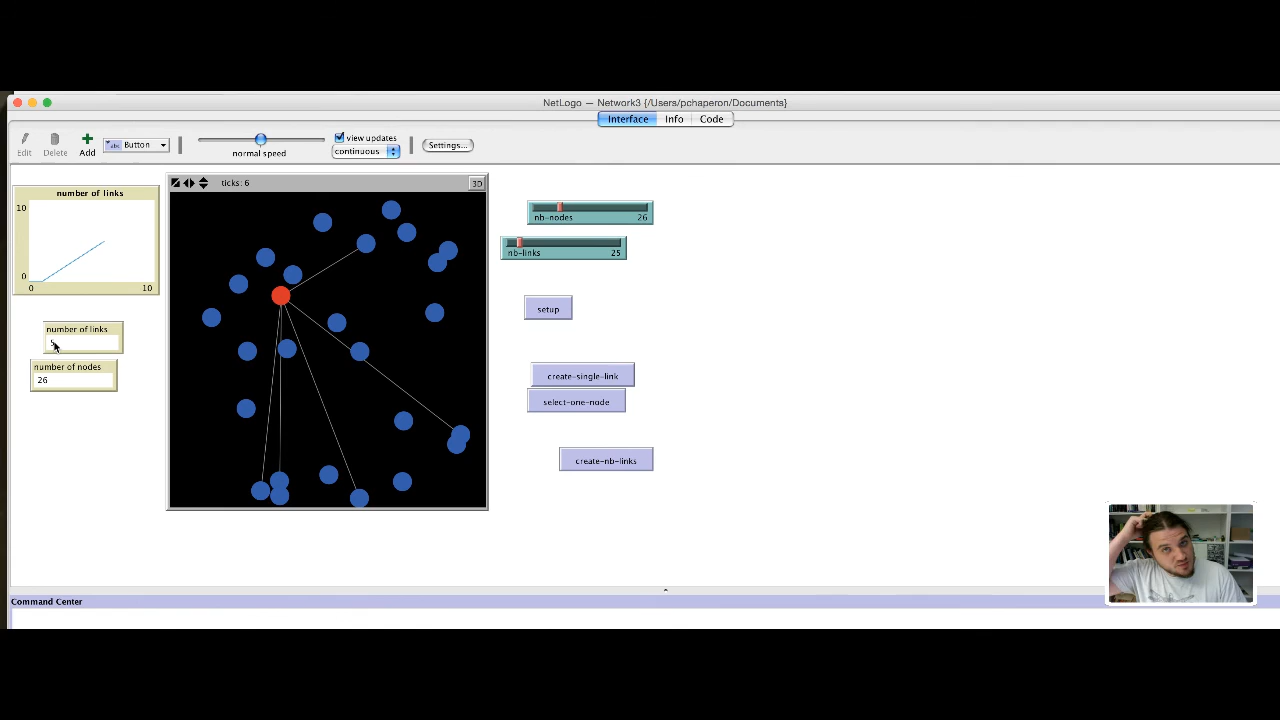 NetLogo — Network3 {/Users/pchaperon/Documents}
Interface Info Code
Edit Delete Add Button normal speed view updates continuous Settings...
number of links
10
0
0 10
ticks: 6 3D
nb-nodes 26
nb-links 25
setup
number of links
5
number of nodes
26
create-single-link
select-one-node
create-nb-links
Command Center